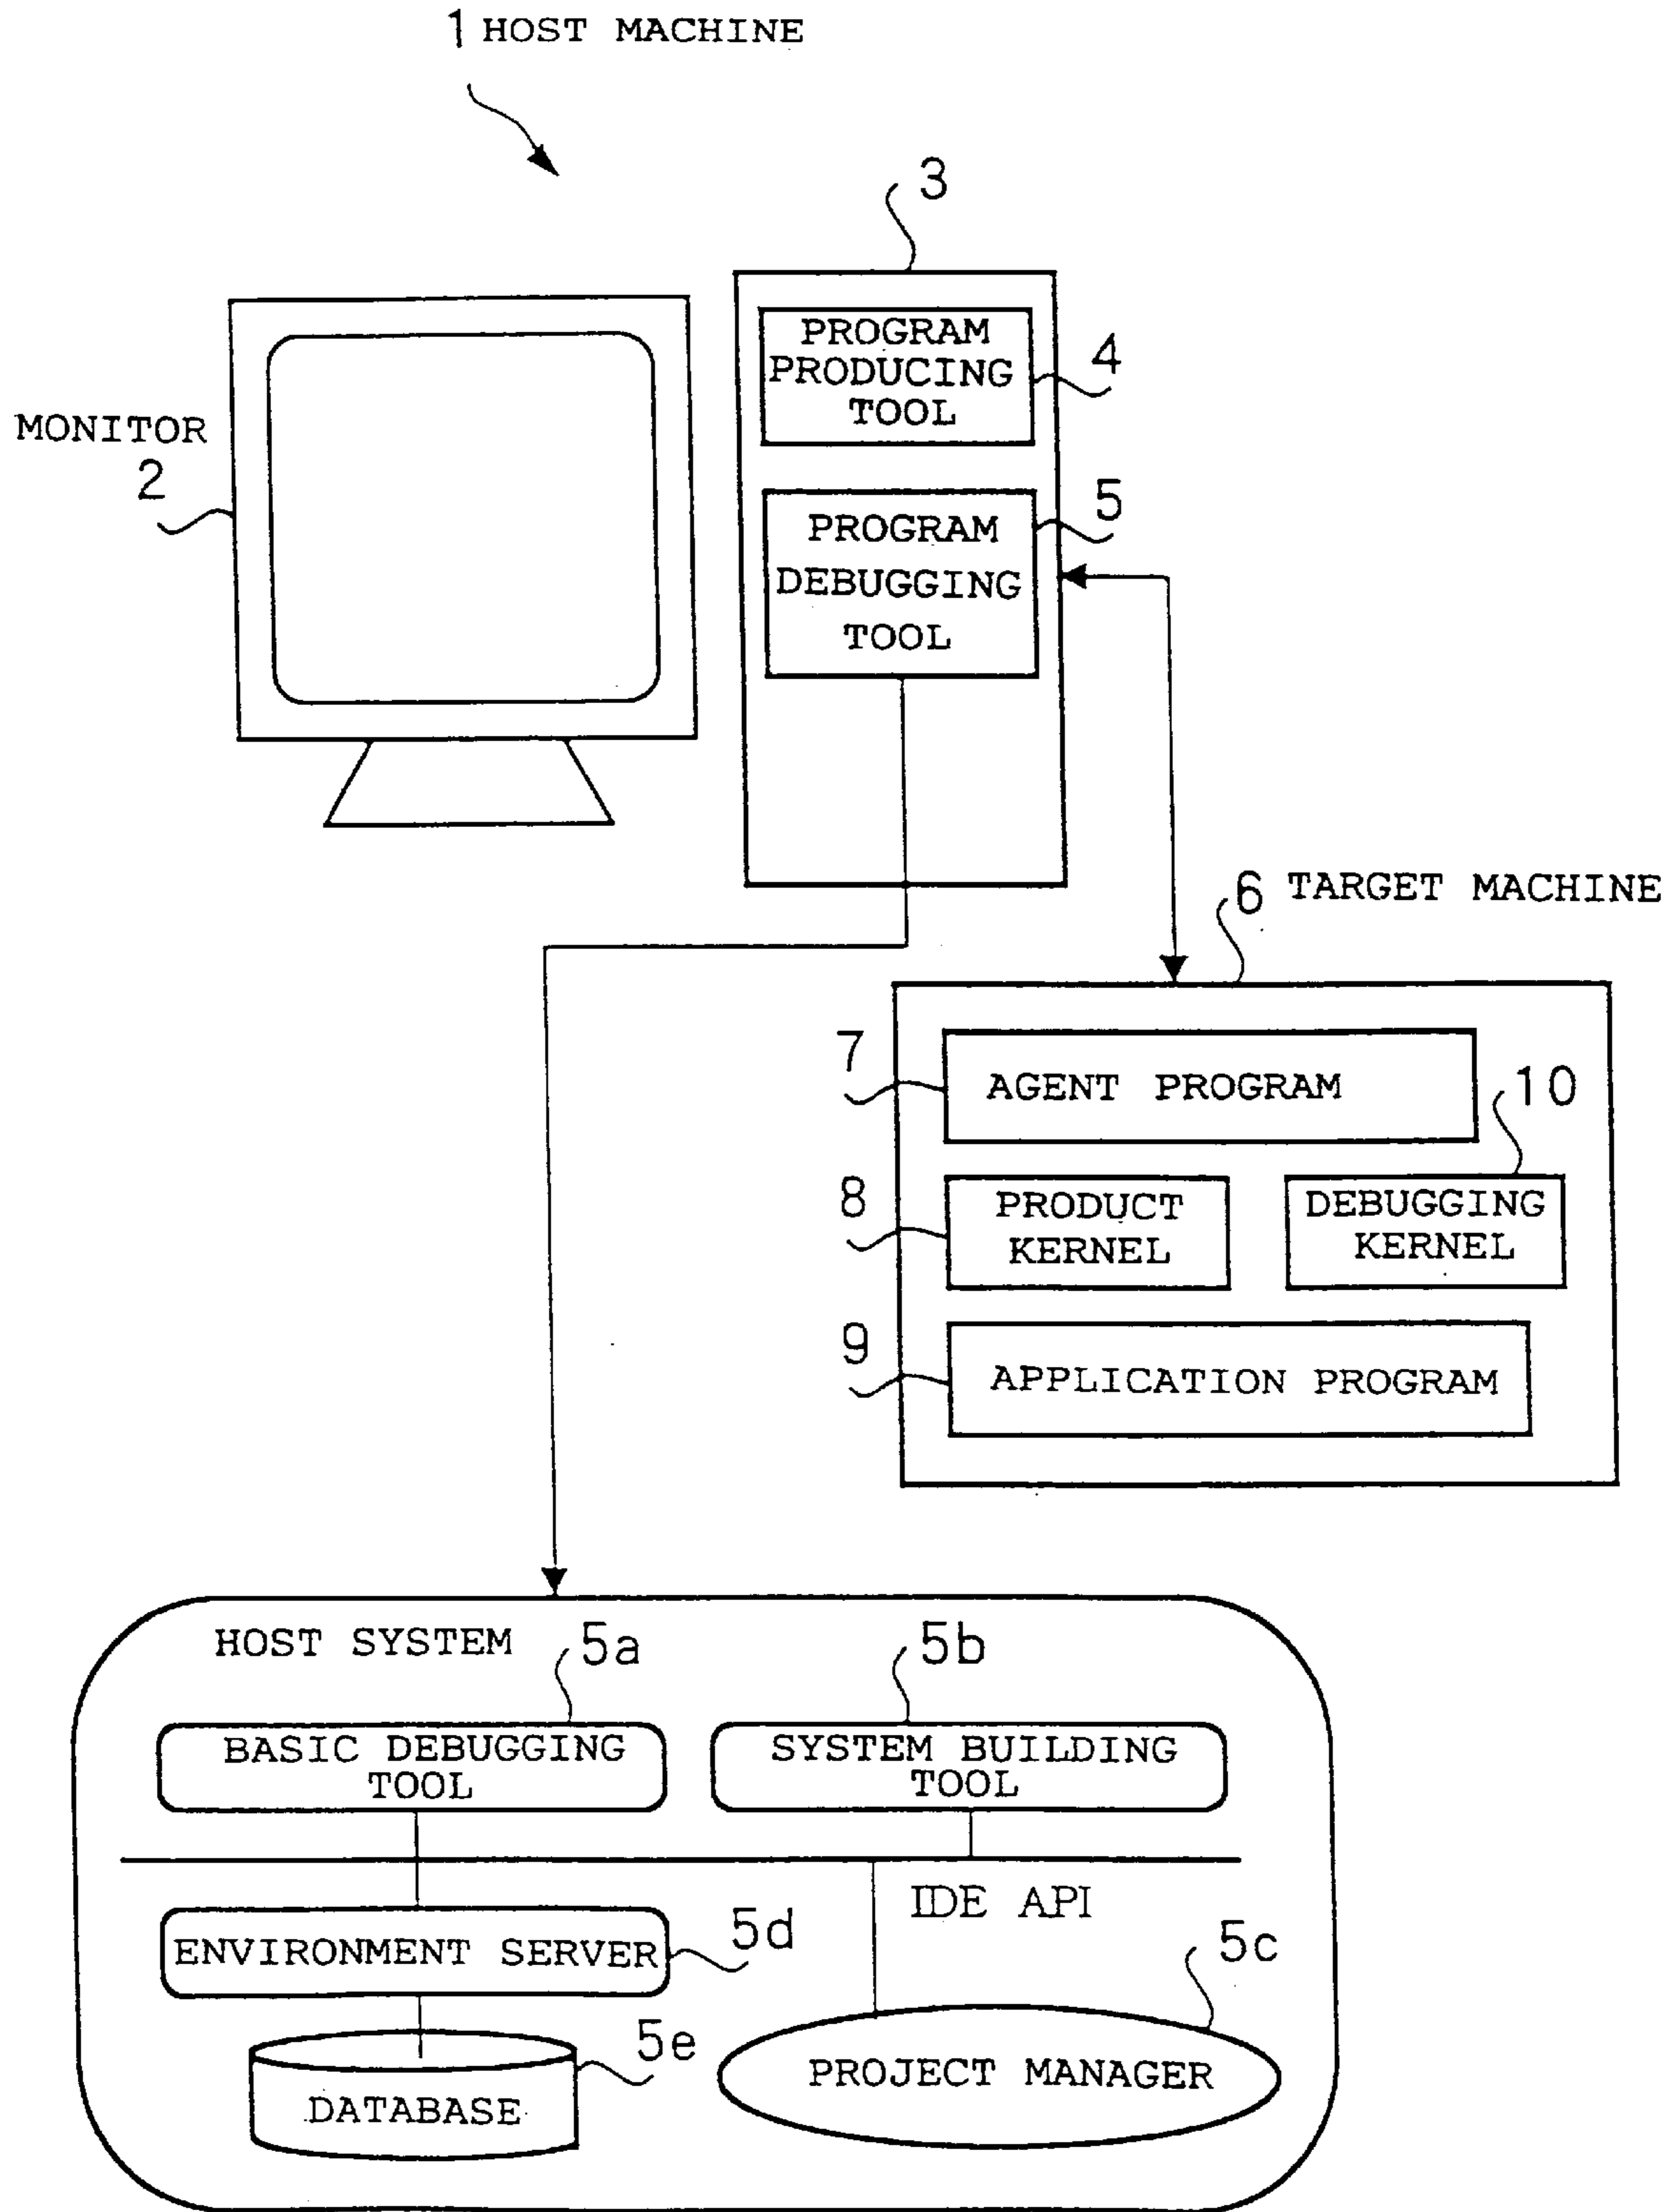 1 HOST MACHINE
3
PROGRAM
PRODUCING
TOOL
4
MONITOR
2
PROGRAM
DEBUGGING
TOOL
5
6 TARGET MACHINE
7
AGENT PROGRAM
10
8
PRODUCT
KERNEL
DEBUGGING
KERNEL
9
APPLICATION PROGRAM
HOST SYSTEM
5a
5b
BASIC DEBUGGING
TOOL
SYSTEM BUILDING
TOOL
IDE API
ENVIRONMENT SERVER
5d
5c
5e
DATABASE
PROJECT MANAGER